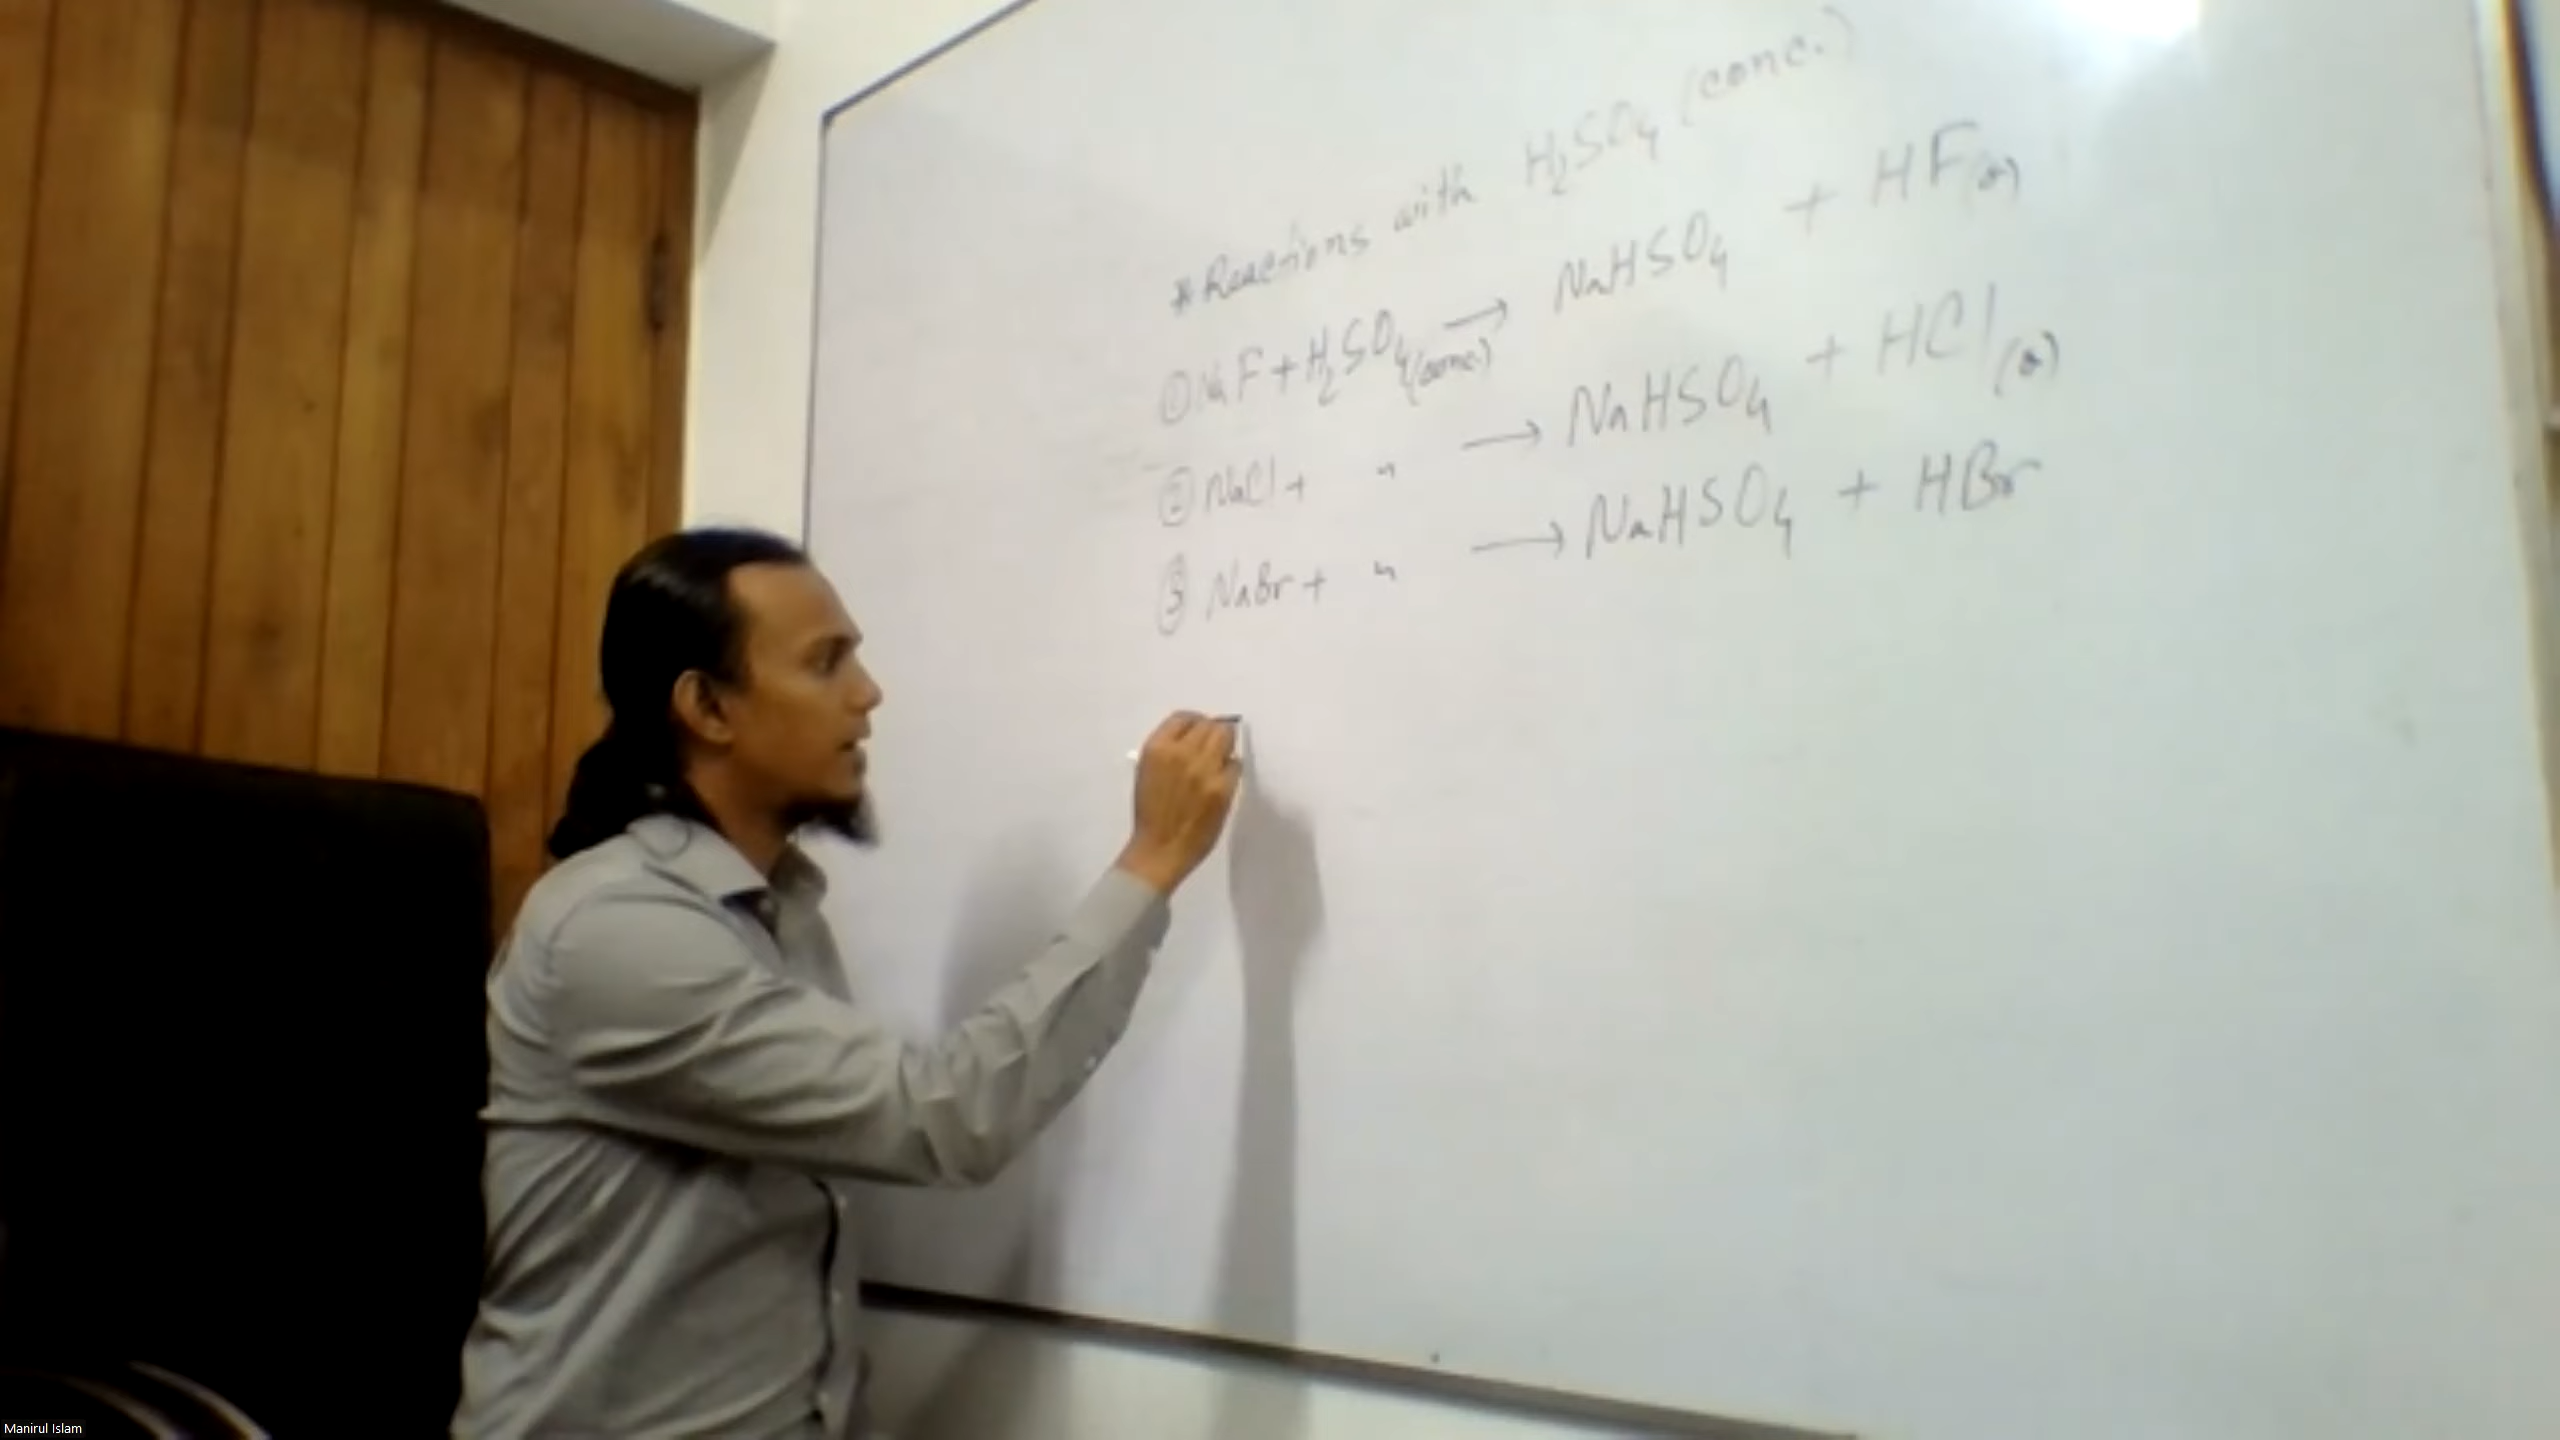 * Reactions with H₂SO₄ (conc.)
① NaF + H₂SO₄(conc.) → NaHSO₄ + HF(g)
② NaCl + " → NaHSO₄ + HCl(g)
③ NaBr + " → NaHSO₄ + HBr
Manirul Islam